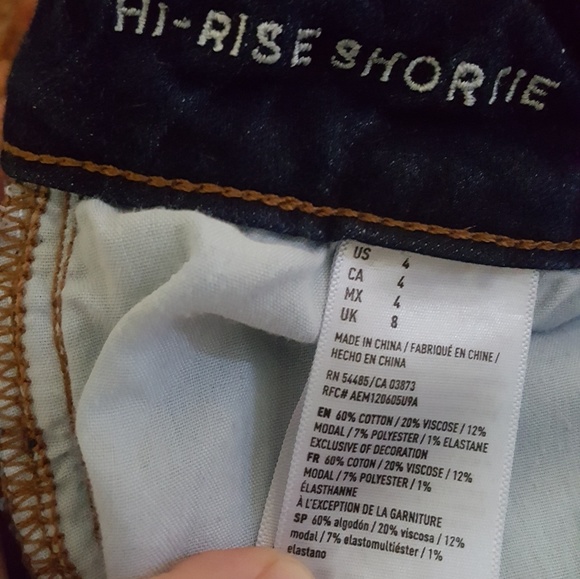 HI-RISE SHORTIE
US 4
CA 4
MX 4
UK 8
MADE IN CHINA / FABRIQUÉ EN CHINE /
HECHO EN CHINA
RN 54485/CA 03873
RFC# AEM120605U9A
EN 60% COTTON / 20% VISCOSE / 12%
MODAL / 7% POLYESTER / 1% ELASTANE
EXCLUSIVE OF DECORATION
FR 60% COTON / 20% VISCOSE / 12%
MODAL / 7% POLYESTER / 1%
ÉLASTHANNE
À L'EXCEPTION DE LA GARNITURE
SP 60% algodón / 20% viscosa / 12%
modal / 7% elastomultiéster / 1%
elastano